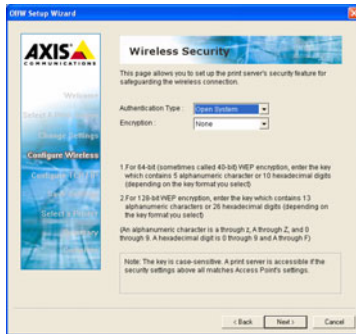 OBW Setup Wizard
AXIS
COMMUNICATIONS
Welcome
Change Settings
Configure Wireless
Wireless Security
This page allows you to set up the print server's security feature for
safeguarding the wireless connection.
Authentication Type : Open System
Encryption : None
1.For 64-bit (sometimes called 40-bit) WEP encryption, enter the key
which contains 5 alphanumeric characters or 10 hexadecimal digits
(depending on the key format you select)
2.For 128-bit WEP encryption, enter the key which contains 13
alphanumeric characters or 26 hexadecimal digits (depending on
the key format you select)
(An alphanumeric character is a through z, A through Z, and 0
through 9. A hexadecimal digit is 0 through 9 and A through F)
Note: The key is case-sensitive. A print server is accessible if the
security settings above all matches Access Point's settings.
< Back
Next >
Cancel